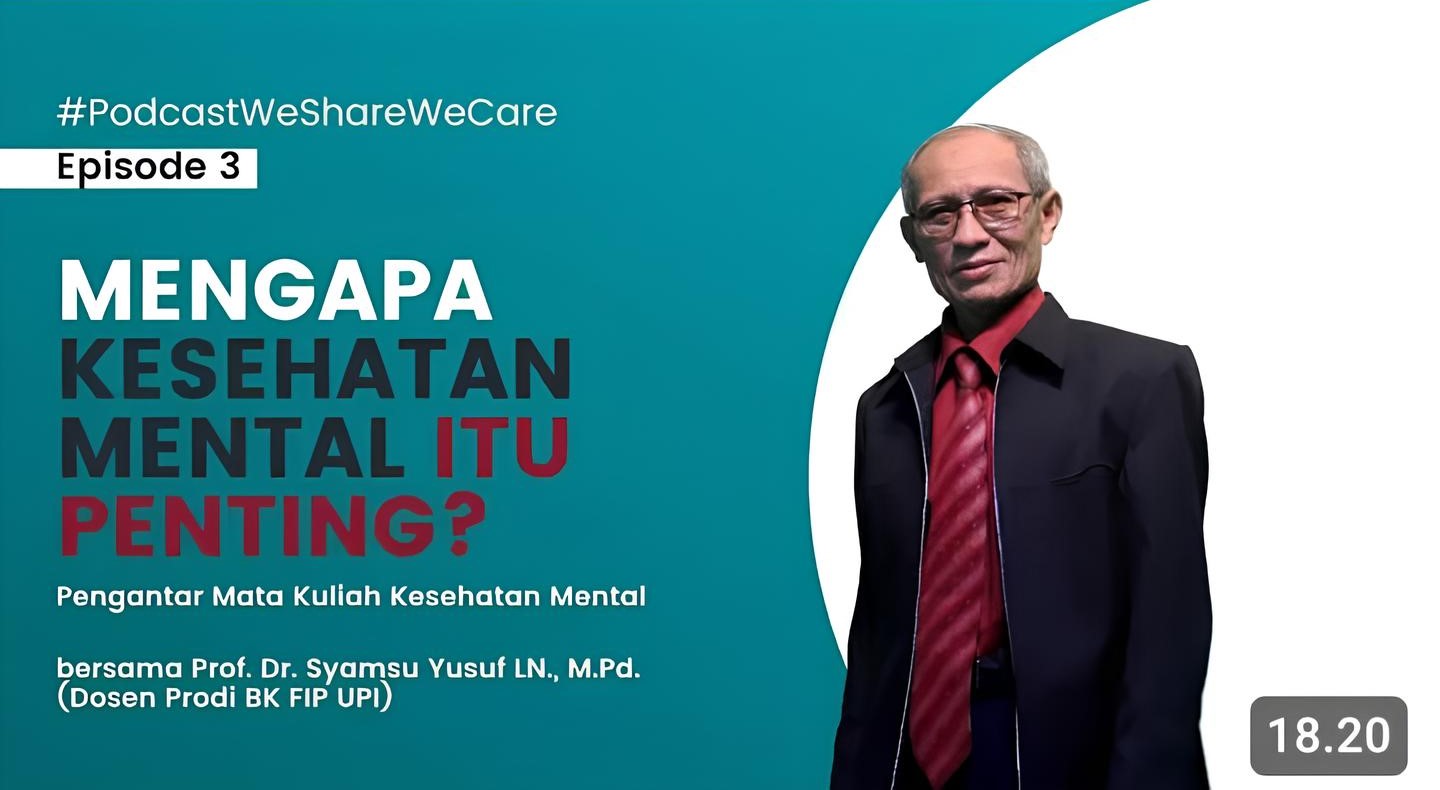 #PodcastWeShareWeCare
Episode 3
MENGAPA
KESEHATAN
MENTAL ITU
PENTING?
Pengantar Mata Kuliah Kesehatan Mental
bersama Prof. Dr. Syamsu Yusuf LN., M.Pd.
(Dosen Prodi BK FIP UPI)
18.20